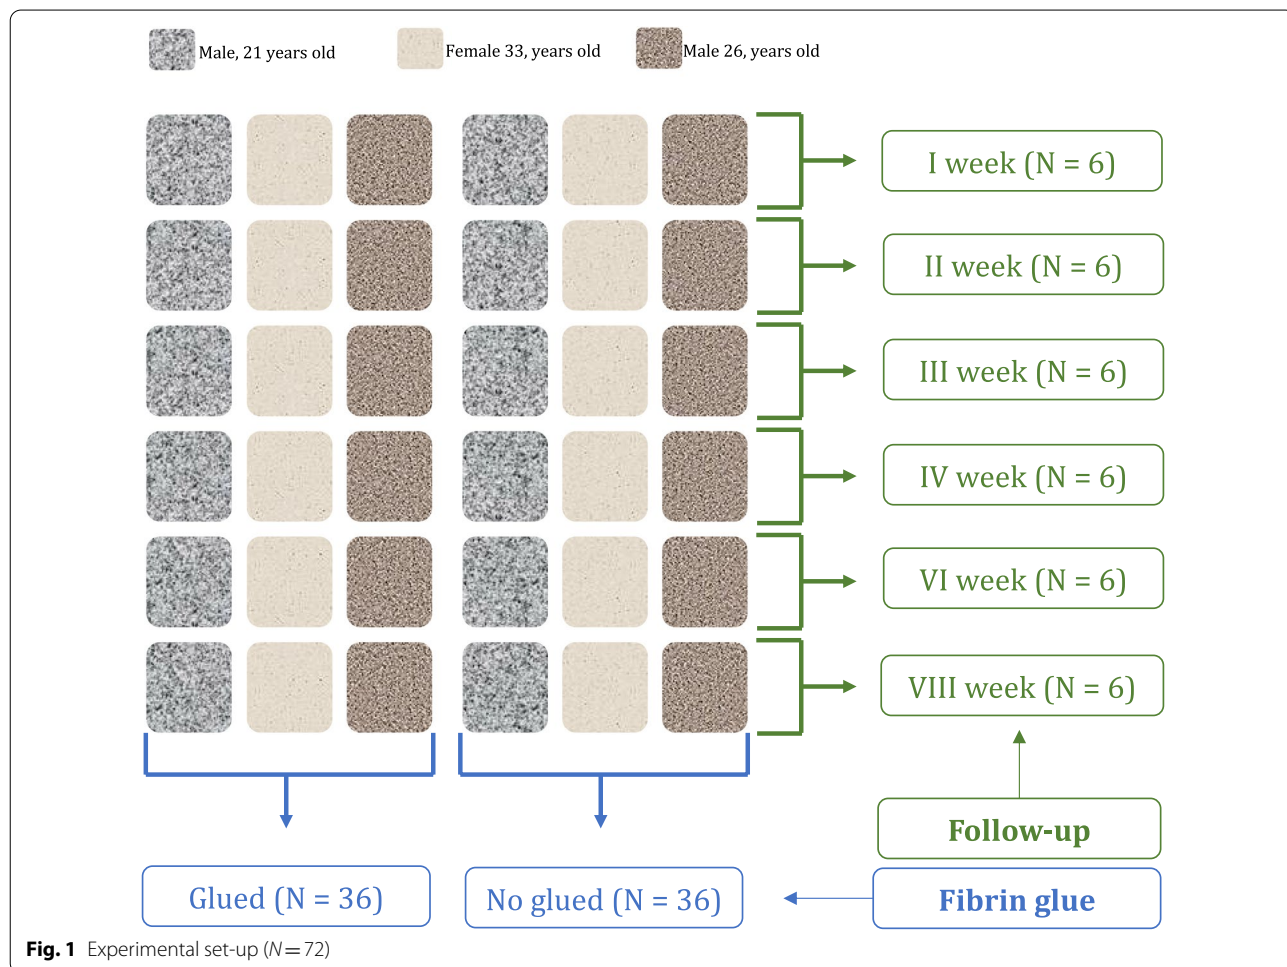 Male, 21 years old
Female 33, years old
Male 26, years old
I week (N = 6)
II week (N = 6)
III week (N = 6)
IV week (N = 6)
VI week (N = 6)
VIII week (N = 6)
Follow-up
Glued (N = 36)
No glued (N = 36)
Fibrin glue
Fig. 1 Experimental set-up (N = 72)